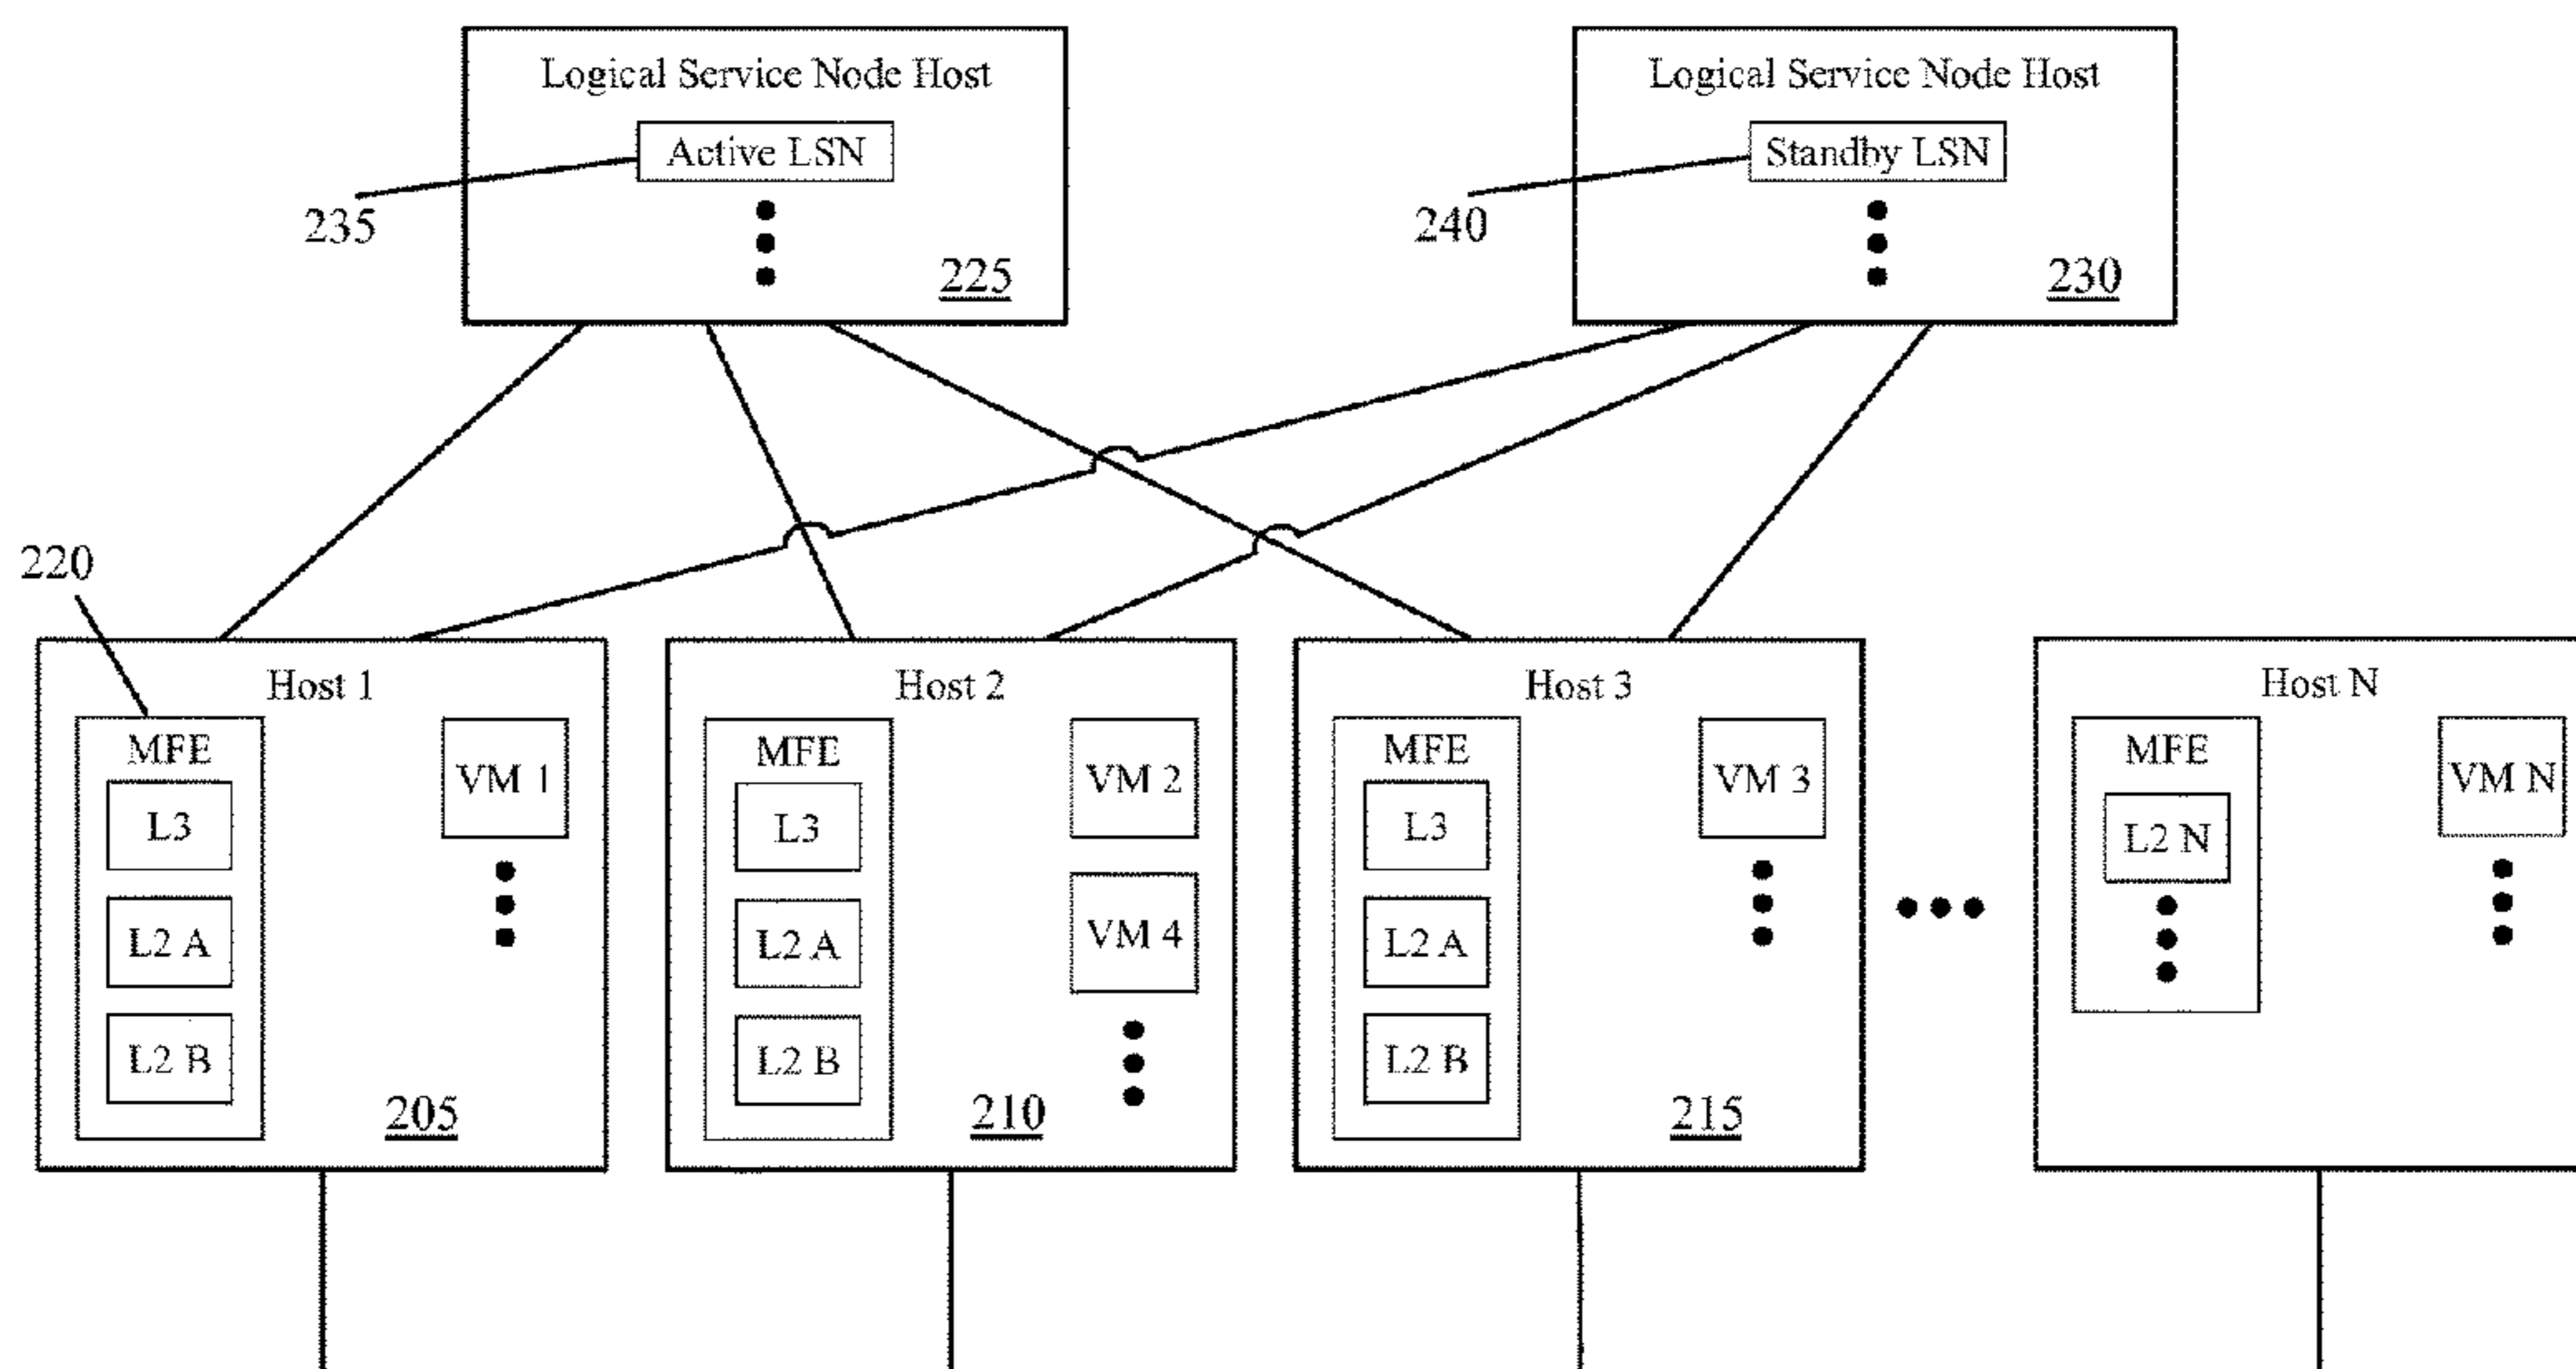 Logical Service Node Host
Active LSN
235
225
Logical Service Node Host
Standby LSN
240
230
220
Host 1
MFE
L3
L2 A
L2 B
VM 1
205
Host 2
MFE
L3
L2 A
L2 B
VM 2
VM 4
210
Host 3
MFE
L3
L2 A
L2 B
VM 3
215
Host N
MFE
L2 N
VM N